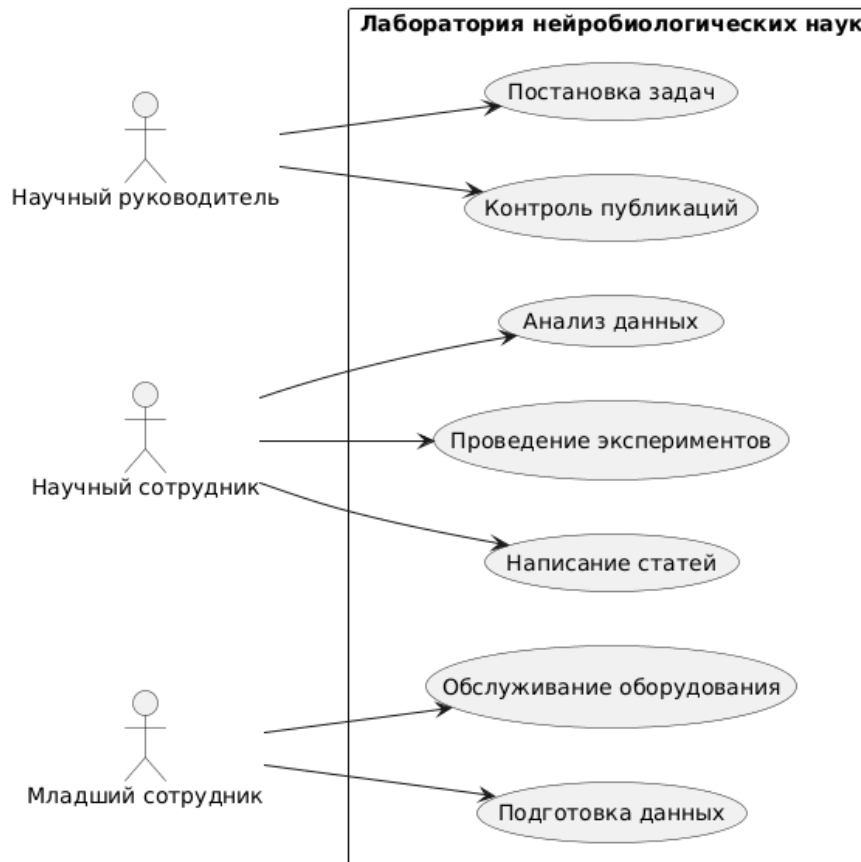 Лаборатория нейробиологических наук
Постановка задач
Научный руководитель
Контроль публикаций
Анализ данных
Проведение экспериментов
Научный сотрудник
Написание статей
Обслуживание оборудования
Младший сотрудник
Подготовка данных